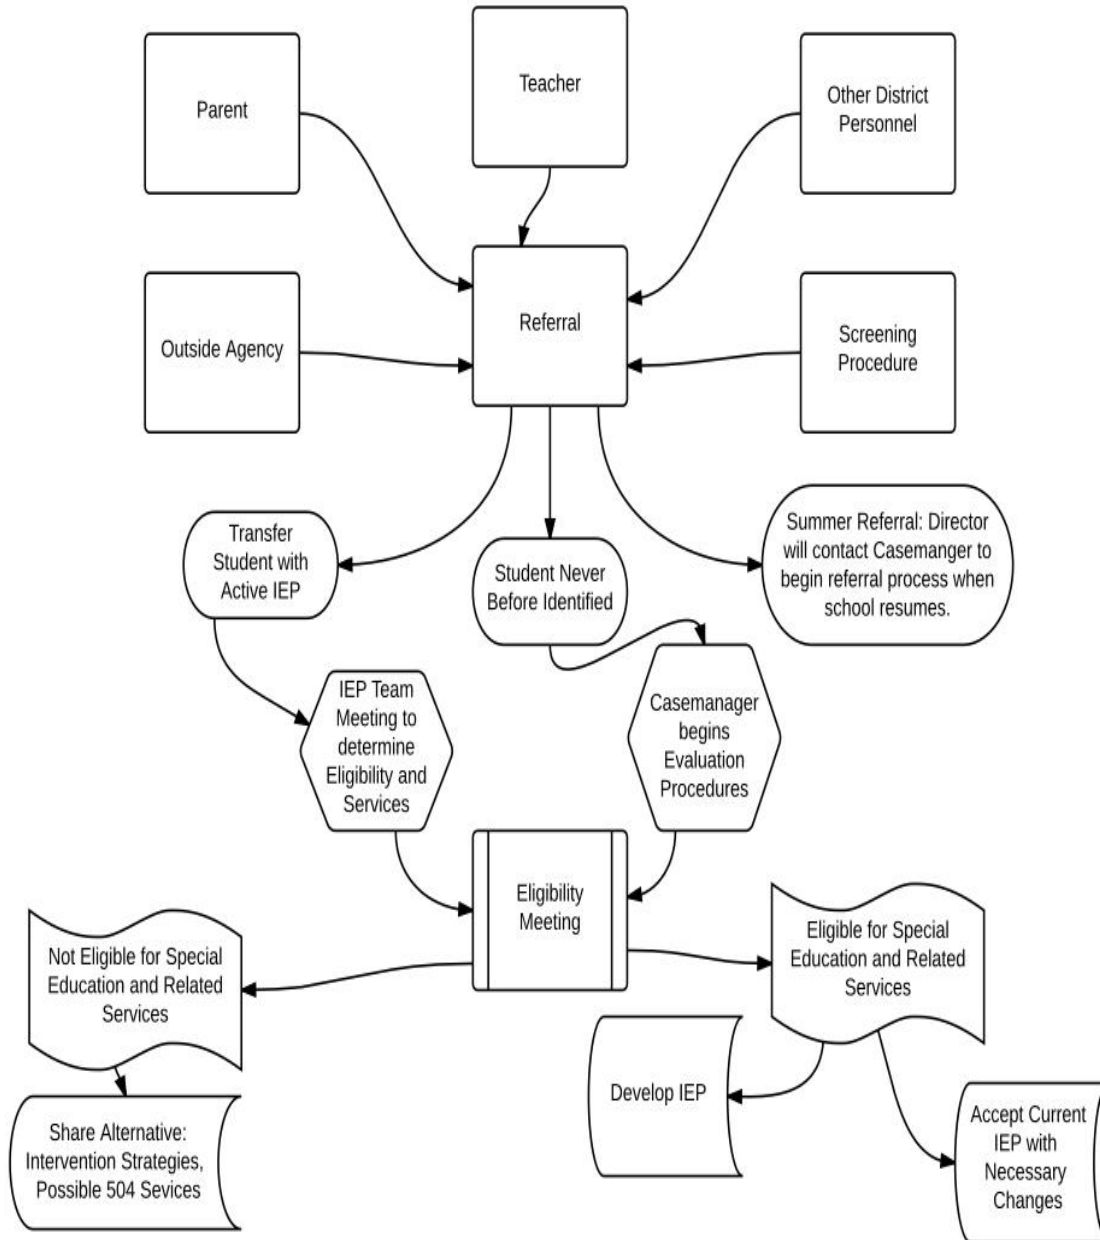 Parent
Teacher
Other District
Personnel
Outside Agency
Referral
Screening
Procedure
Transfer
Student with
Active IEP
Student Never
Before Identified
Summer Referral: Director
will contact Casemanger to
begin referral process when
school resumes.
IEP Team
Meeting to
determine
Eligibility and
Services
Casemanager
begins
Evaluation
Procedures
Eligibility
Meeting
Not Eligible for Special
Education and Related
Services
Eligible for Special
Education and Related
Services
Share Alternative:
Intervention Strategies,
Possible 504 Sevices
Develop IEP
Accept Current
IEP with
Necessary
Changes